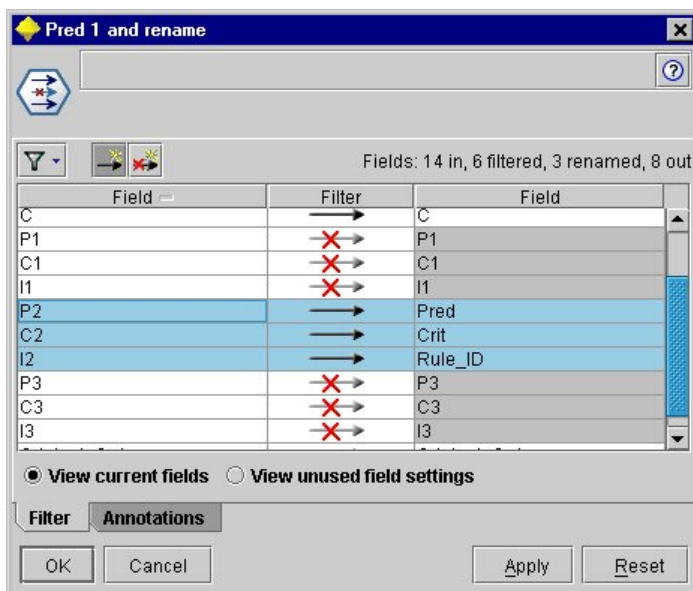 Pred 1 and rename
Fields: 14 in, 6 filtered, 3 renamed, 8 out
Field Filter Field
C C
P1 P1
C1 C1
I1 I1
P2 Pred
C2 Crit
I2 Rule_ID
P3 P3
C3 C3
I3 I3
View current fields View unused field settings
Filter Annotations
OK Cancel Apply Reset